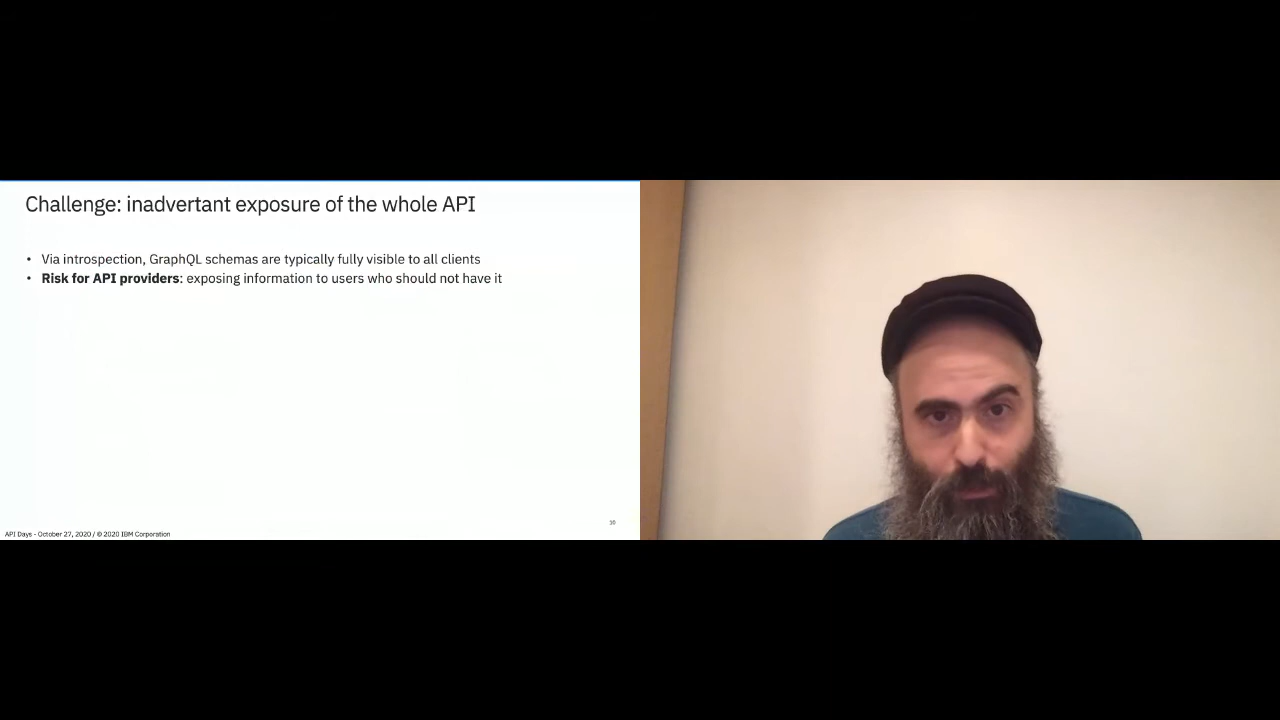 Challenge: inadvertant exposure of the whole API
• Via introspection, GraphQL schemas are typically fully visible to all clients
• Risk for API providers: exposing information to users who should not have it
10
API Days - October 27, 2020 / © 2020 IBM Corporation